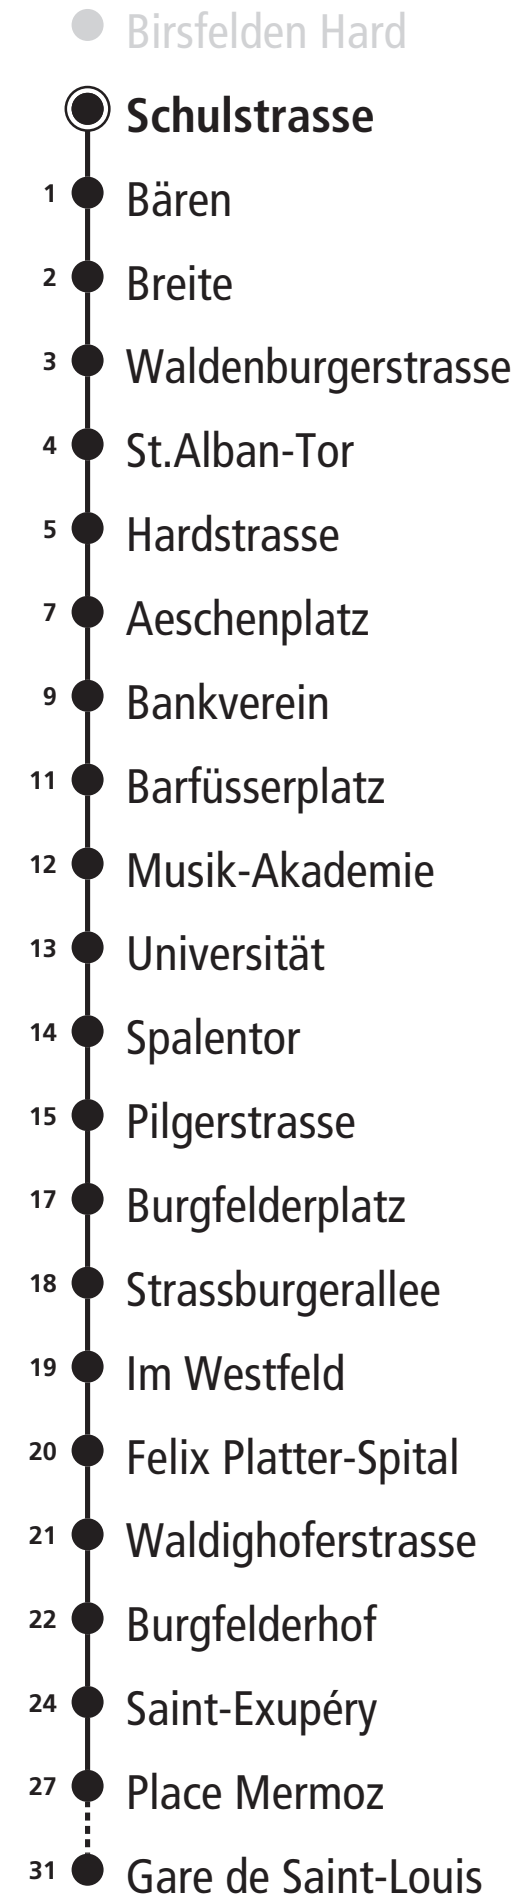 Birsfelden Hard
Schulstrasse
1 Bären
2 Breite
3 Waldenburgerstrasse
4 St.Alban-Tor
5 Hardstrasse
7 Aeschenplatz
9 Bankverein
11 Barfüsserplatz
12 Musik-Akademie
13 Universität
14 Spalentor
15 Pilgerstrasse
17 Burgfelderplatz
18 Strassburgerallee
19 Im Westfeld
20 Felix Platter-Spital
21 Waldighoferstrasse
22 Burgfelderhof
24 Saint-Exupéry
27 Place Mermoz
31 Gare de Saint-Louis